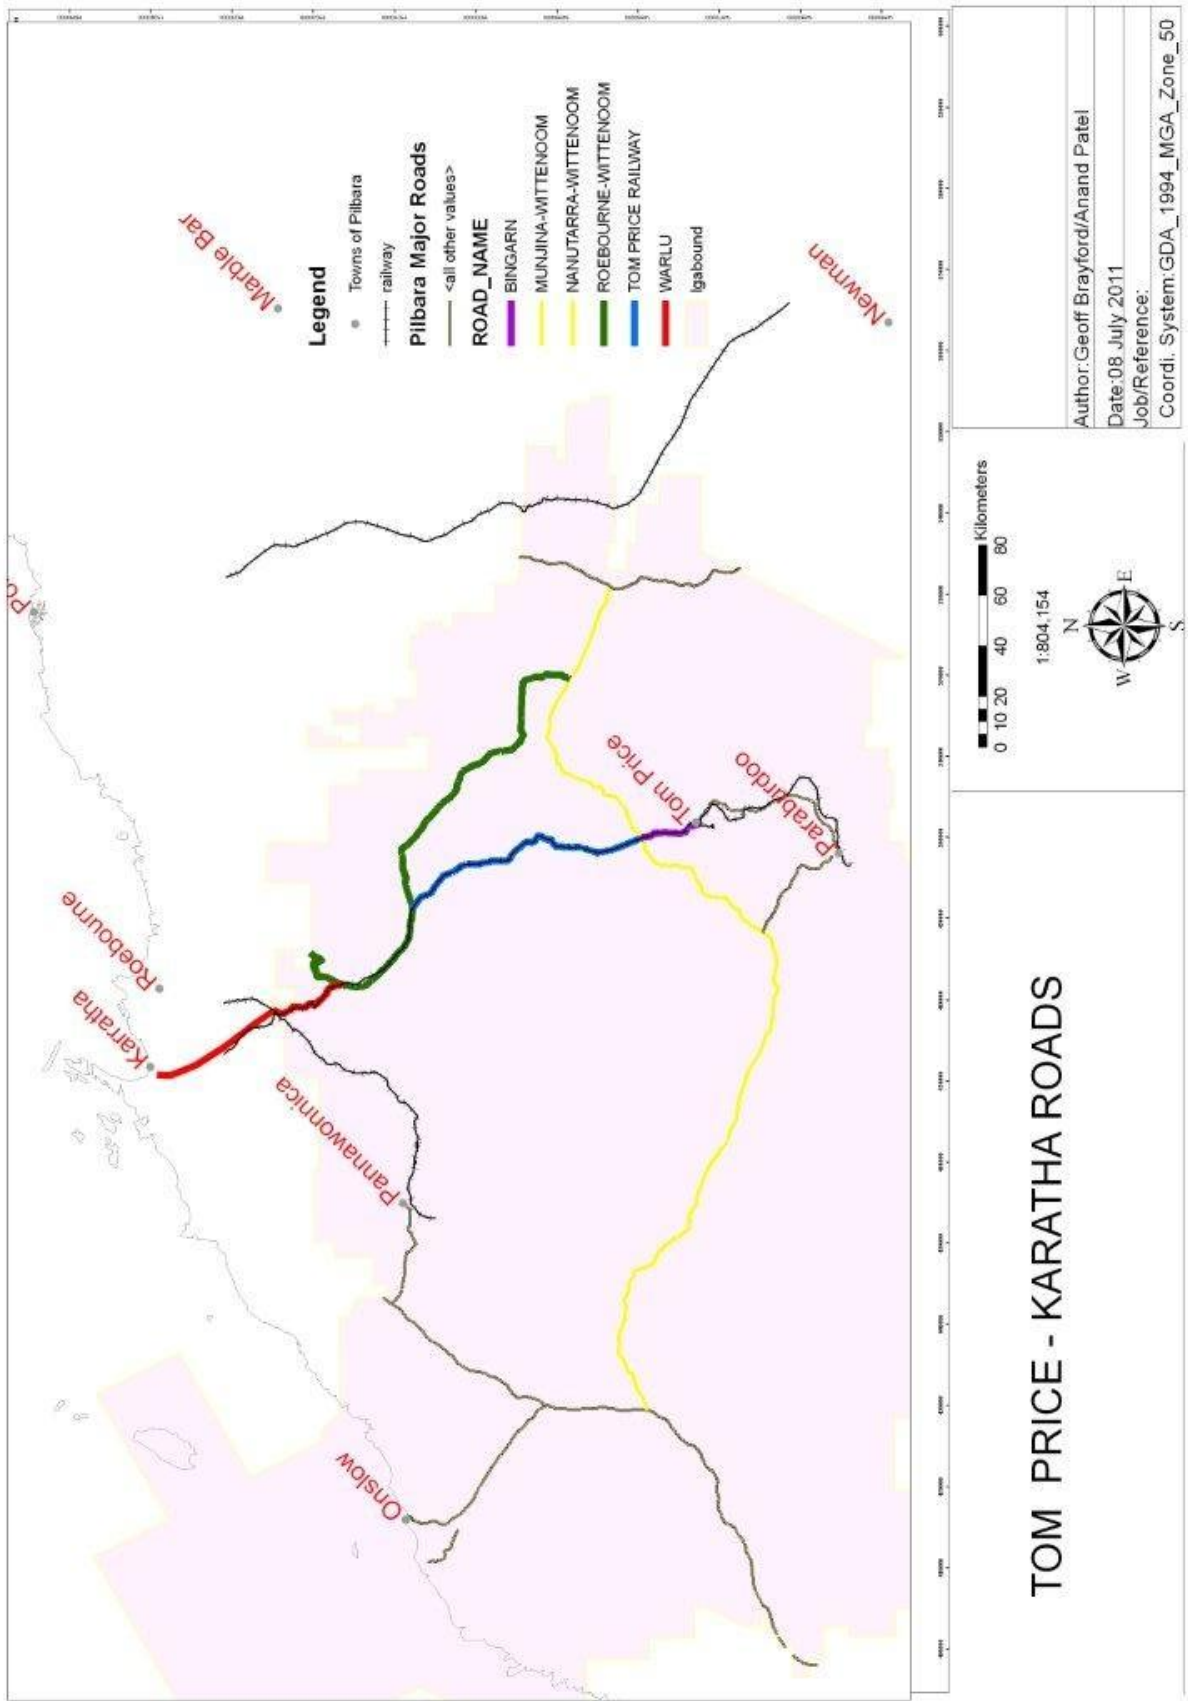 Po
Marble Bar
Roebourne
Karratha
Pannawonnica
Onslow
Tom Price
Paraburdoo
Newman
Legend
Towns of Pilbara
railway
Pilbara Major Roads
<all other values>
ROAD_NAME
BINGARN
MUNJINA-WITTENOOM
NANUTARRA-WITTENOOM
ROEBOURNE-WITTENOOM
TOM PRICE RAILWAY
WARLU
lgabound
TOM PRICE - KARATHA ROADS
0 10 20 40 60 80
Kilometers
1:804,154
N
W E
S
Author:Geoff Brayford/Anand Patel
Date:08 July 2011
Job/Reference:
Coordi. System:GDA_1994_MGA_Zone_50